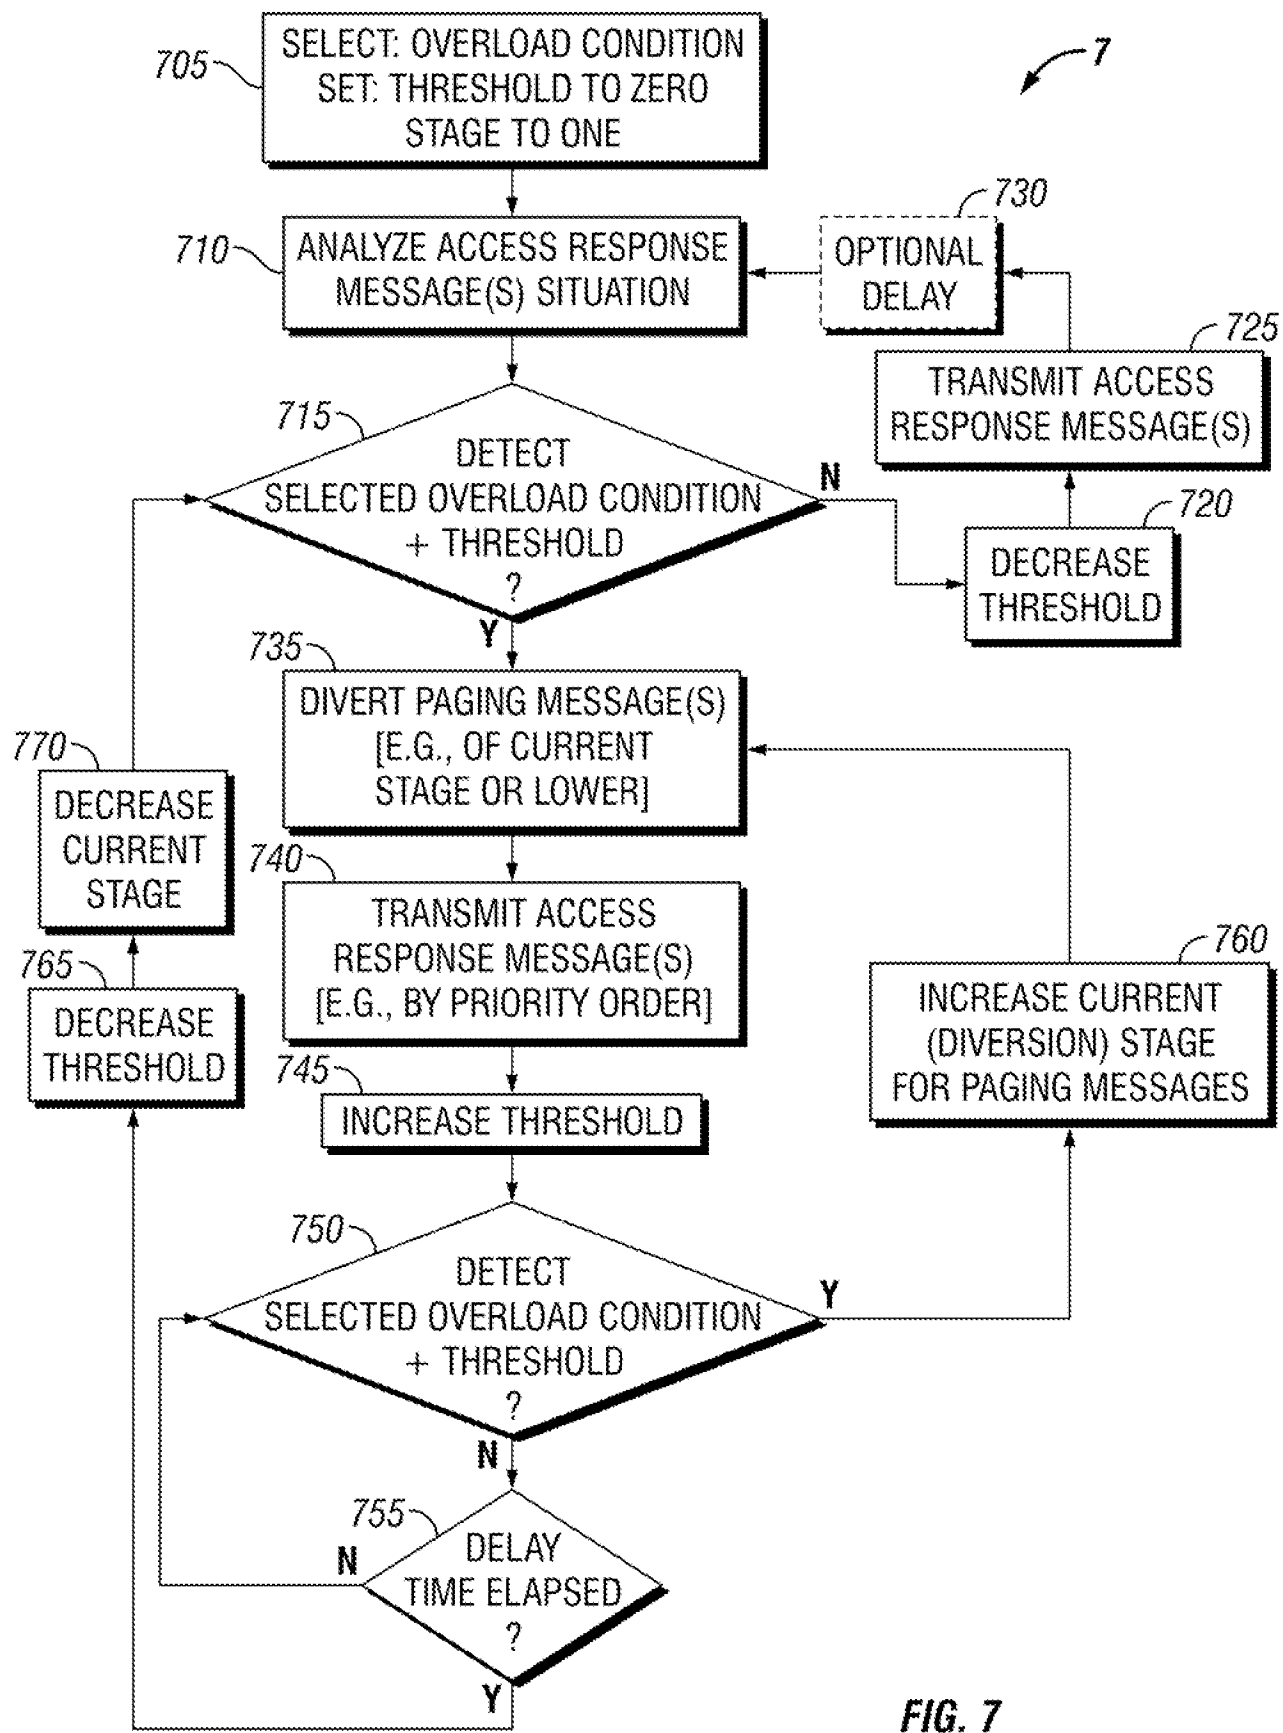 705
SELECT: OVERLOAD CONDITION
SET: THRESHOLD TO ZERO
STAGE TO ONE
7
710
ANALYZE ACCESS RESPONSE
MESSAGE(S) SITUATION
730
OPTIONAL
DELAY
725
TRANSMIT ACCESS
RESPONSE MESSAGE(S)
715
DETECT
SELECTED OVERLOAD CONDITION
+ THRESHOLD
?
N
Y
720
DECREASE
THRESHOLD
735
DIVERT PAGING MESSAGE(S)
[E.G., OF CURRENT
STAGE OR LOWER]
770
DECREASE
CURRENT
STAGE
740
TRANSMIT ACCESS
RESPONSE MESSAGE(S)
[E.G., BY PRIORITY ORDER]
765
DECREASE
THRESHOLD
760
INCREASE CURRENT
(DIVERSION) STAGE
FOR PAGING MESSAGES
745
INCREASE THRESHOLD
750
DETECT
SELECTED OVERLOAD CONDITION
+ THRESHOLD
?
Y
N
755
DELAY
TIME ELAPSED
?
N
Y
FIG. 7